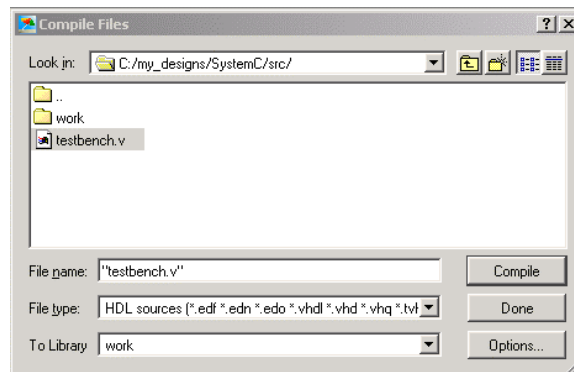 Compile Files
Look in: C:/my_designs/SystemC/src/
..
work
testbench.v
File name: "testbench.v"
Compile
File type: HDL sources (*.edf *.edn *.edo *.vhdl *.vhd *.vhq
Done
To Library work
Options...